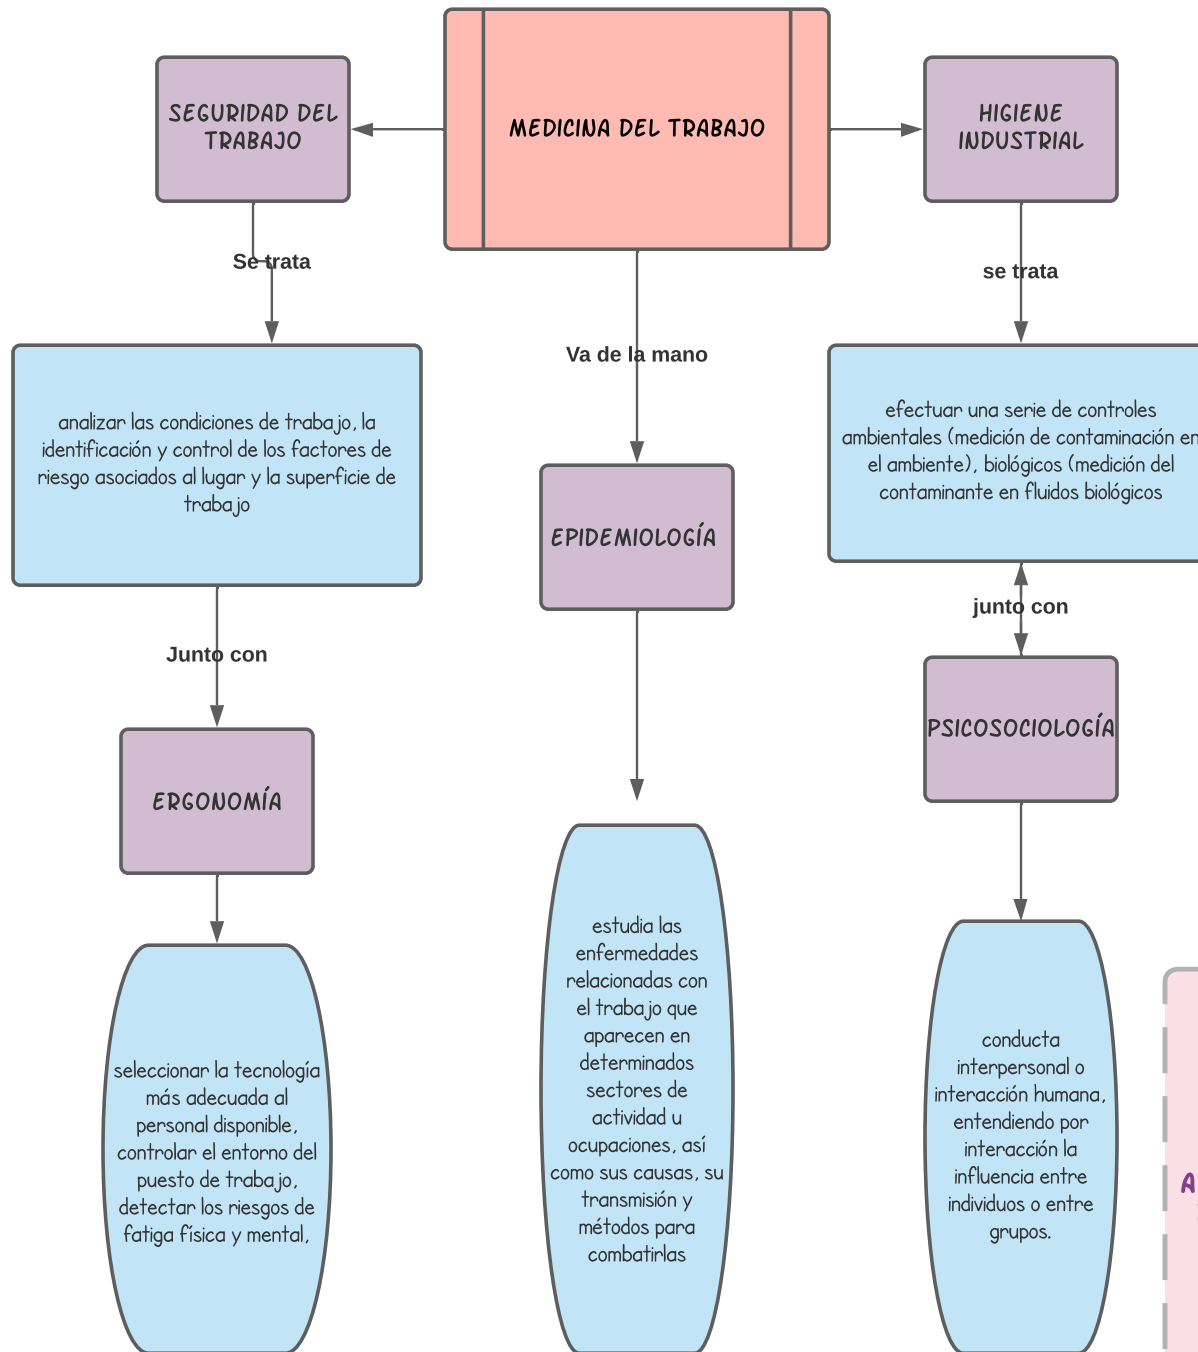 MEDICINA DEL TRABAJO
SEGURIDAD DEL
TRABAJO
HIGIENE
INDUSTRIAL
Se trata
se trata
Va de la mano
analizar las condiciones de trabajo, la
identificación y control de los factores de
riesgo asociados al lugar y la superficie de
trabajo
efectuar una serie de controles
ambientales (medición de contaminación en
el ambiente), biológicos (medición del
contaminante en fluidos biológicos
EPIDEMIOLOGÍA
Junto con
junto con
ERGONOMÍA
PSICOSOCIOLOGÍA
seleccionar la tecnología
más adecuada al
personal disponible,
controlar el entorno del
puesto de trabajo,
detectar los riesgos de
fatiga física y mental,
estudia las
enfermedades
relacionadas con
el trabajo que
aparecen en
determinados
sectores de
actividad u
ocupaciones, así
como sus causas, su
transmisión y
métodos para
combatirlas
conducta
interpersonal o
interacción humana,
entendiendo por
interacción la
influencia entre
individuos o entre
grupos.